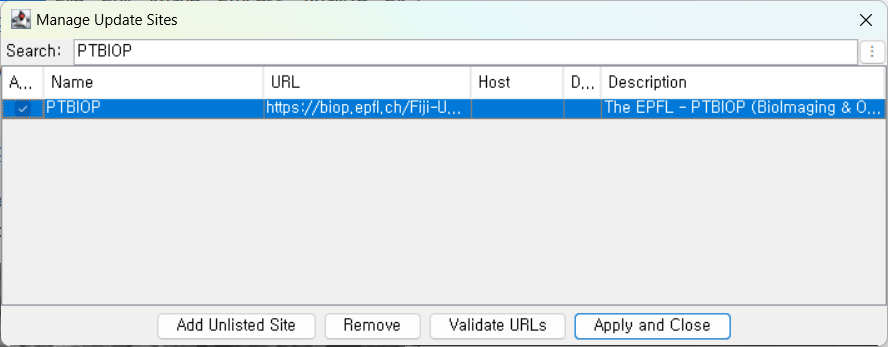 Manage Update Sites
Search: PTBIOP
A... Name URL Host D... Description
PTBIOP https://biop.epfl.ch/Fiji-U... The EPFL - PTBIOP (BioImaging & O...
Add Unlisted Site Remove Validate URLs Apply and Close